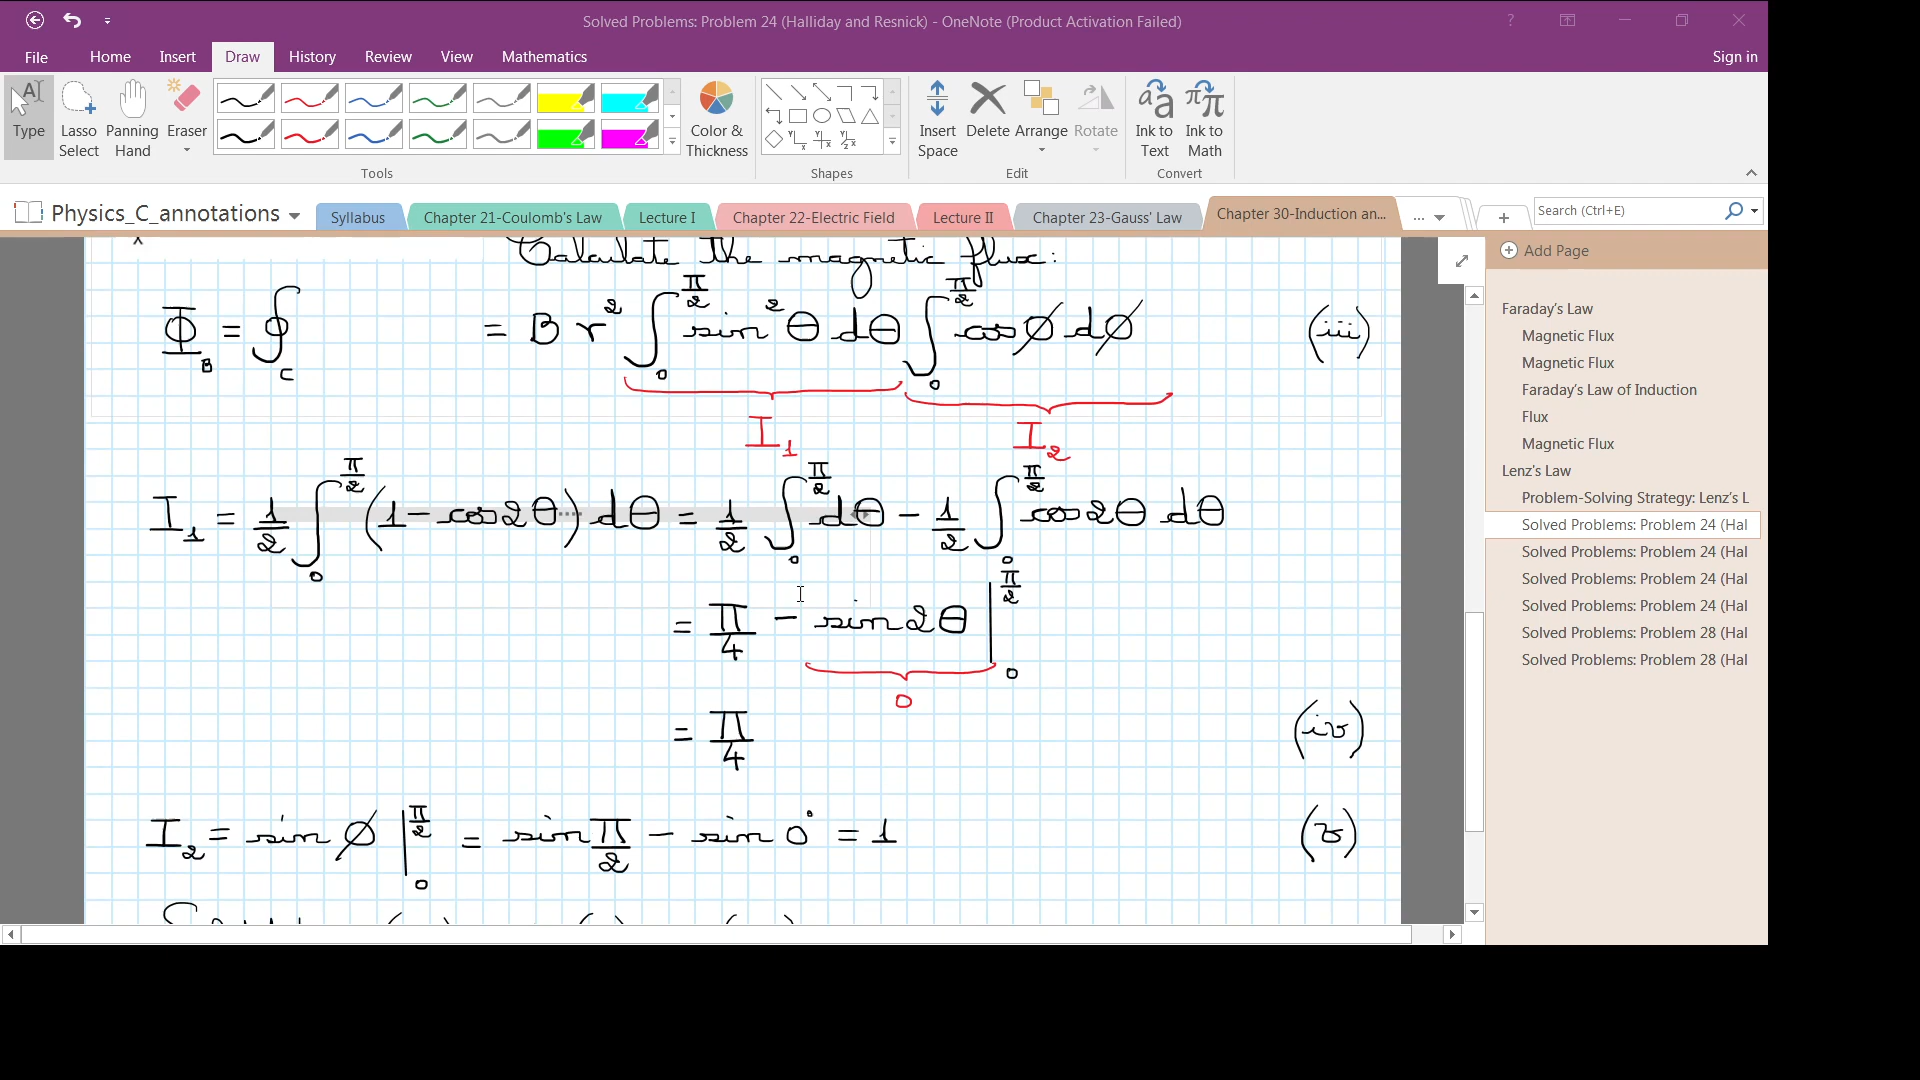 Solved Problems: Problem 24 (Halliday and Resnick) - OneNote (Product Activation Failed)
?
File Home Insert Draw History Review View Mathematics
Sign in
Type
Lasso Select
Panning Hand
Eraser
Color & Thickness
Insert Space
Delete
Arrange
Rotate
Ink to Text
Ink to Math
Tools
Shapes
Edit
Convert
Physics_C_annotations
Syllabus
Chapter 21-Coulomb's Law
Lecture I
Chapter 22-Electric Field
Lecture II
Chapter 23-Gauss' Law
Chapter 30-Induction an...
...
+
Search (Ctrl+E)
x
Calculate the magnetic flux:
Φ_B = ∮_C = B r² ∫_0^{π/2} sin²θ dθ ∫_0^{π/2} cos∅ d∅ (iii)
I₁ I₂
I₁ = 1/2 ∫_0^{π/2} (1 - cos2θ) dθ = 1/2 ∫_0^{π/2} dθ - 1/2 ∫_0^{π/2} cos2θ dθ
= π/4 - sin2θ |_0^{π/2}
0
= π/4 (iv)
I₂ = sin∅ |_0^{π/2} = sin π/2 - sin 0° = 1 (v)
Add Page
Faraday's Law
Magnetic Flux
Magnetic Flux
Faraday's Law of Induction
Flux
Magnetic Flux
Lenz's Law
Problem-Solving Strategy: Lenz's L
Solved Problems: Problem 24 (Hal
Solved Problems: Problem 24 (Hal
Solved Problems: Problem 24 (Hal
Solved Problems: Problem 24 (Hal
Solved Problems: Problem 28 (Hal
Solved Problems: Problem 28 (Hal